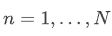 n = 1, . . . , N